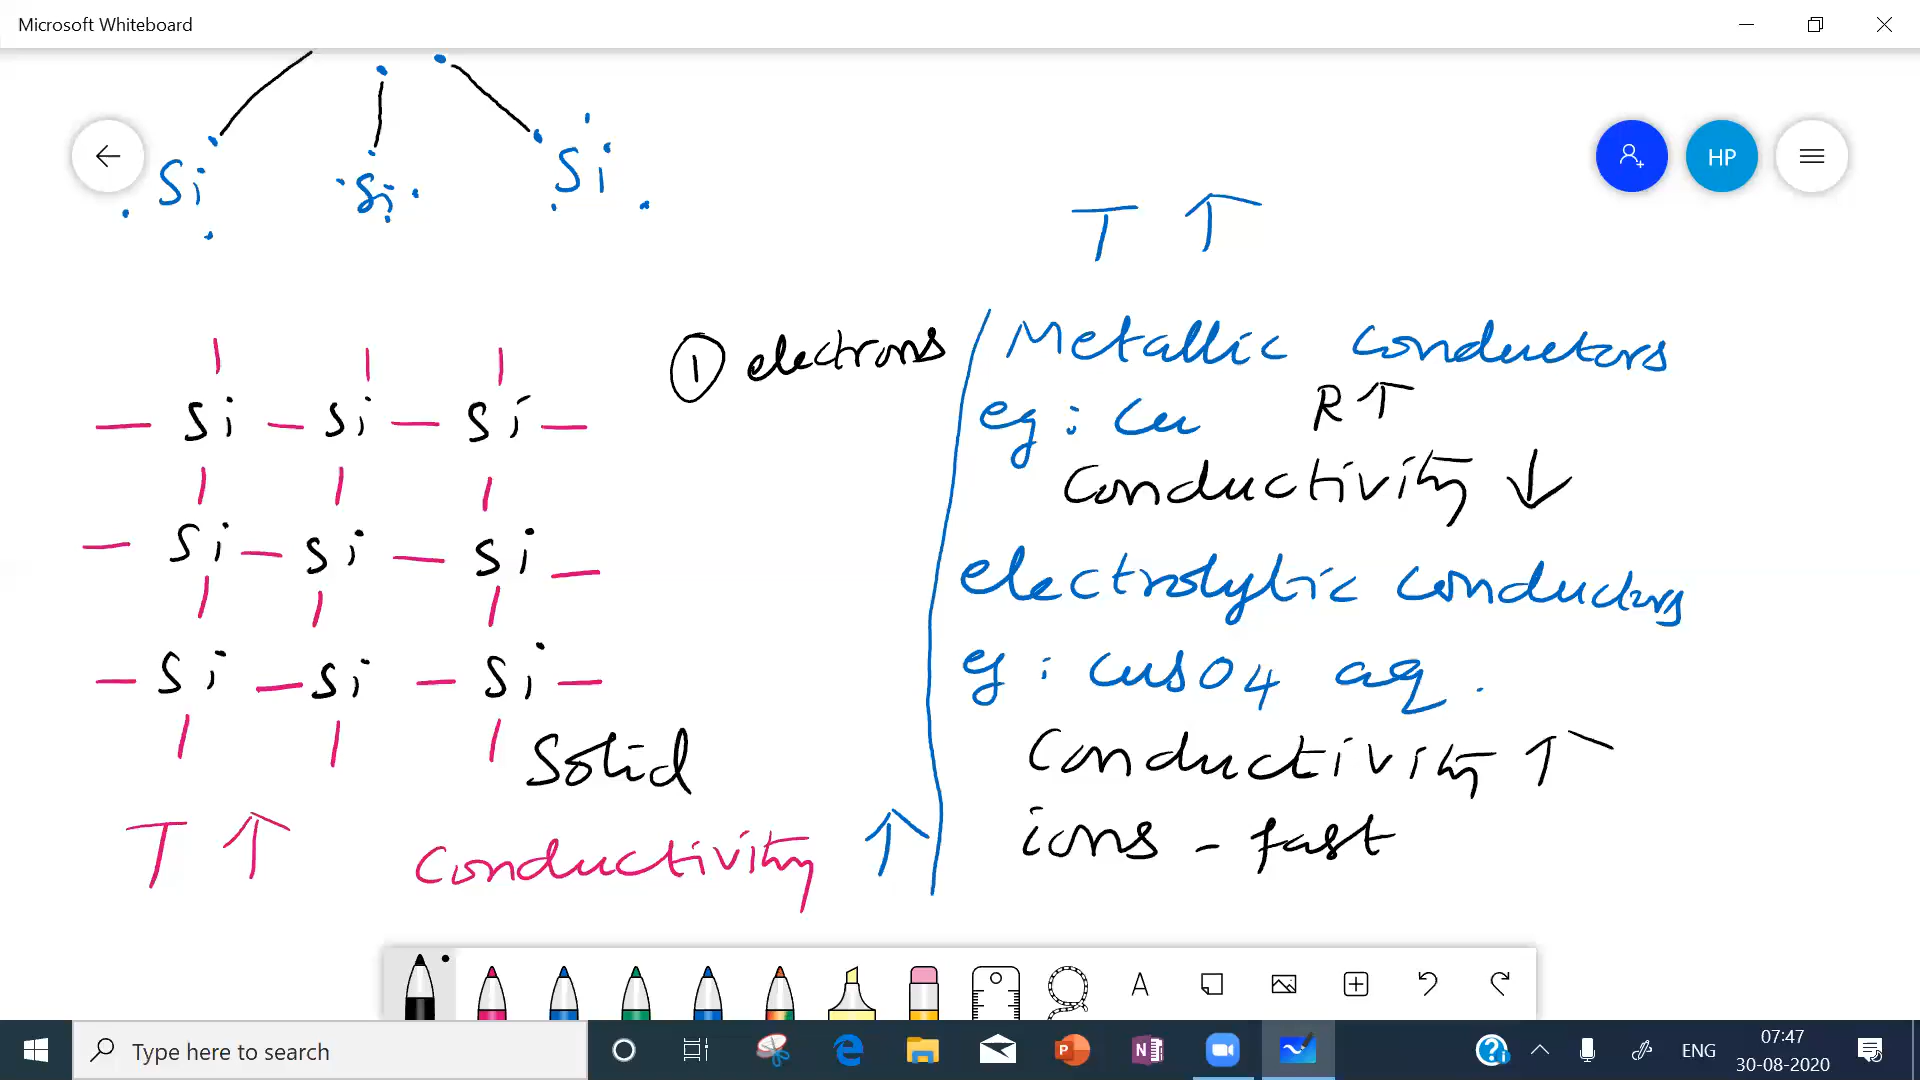 Microsoft Whiteboard
Si Si Si
HP
T ↑
① electrons
Metallic conductors
eg : Cu R↑
Conductivity ↓
electrolytic conductors
eg : CuSO4 aq.
Conductivity ↑
ions - fast
— Si — Si — Si —
— Si — Si — Si —
— Si — Si — Si —
Solid
T ↑ Conductivity ↑
A
Type here to search
ENG
07:47
30-08-2020